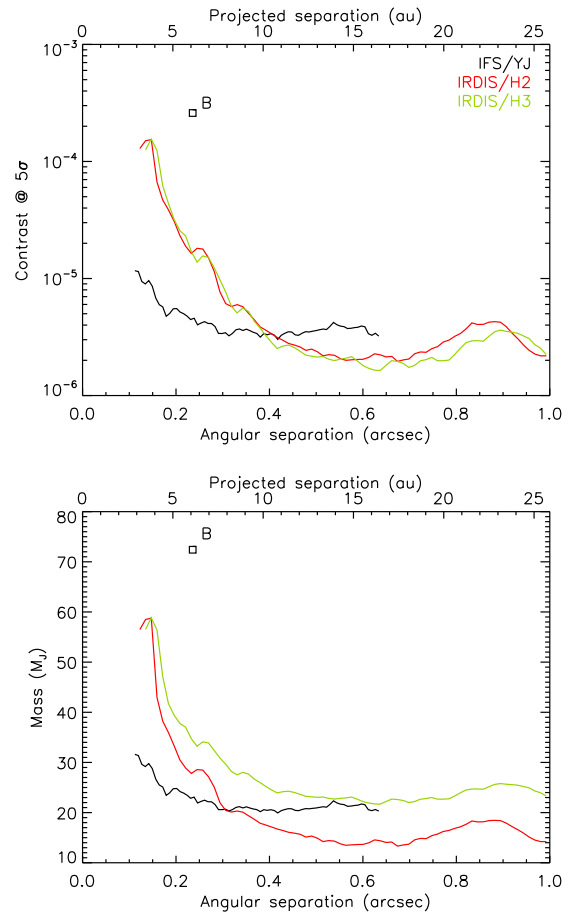 Projected separation (au)
0 5 10 15 20 25
10⁻³
IFS/YJ
IRDIS/H2
IRDIS/H3
B
10⁻⁴
Contrast @ 5σ
10⁻⁵
10⁻⁶
0.0 0.2 0.4 0.6 0.8 1.0
Angular separation (arcsec)
Projected separation (au)
0 5 10 15 20 25
80
B
70
60
50
Mass (M_J)
40
30
20
10
0.0 0.2 0.4 0.6 0.8 1.0
Angular separation (arcsec)